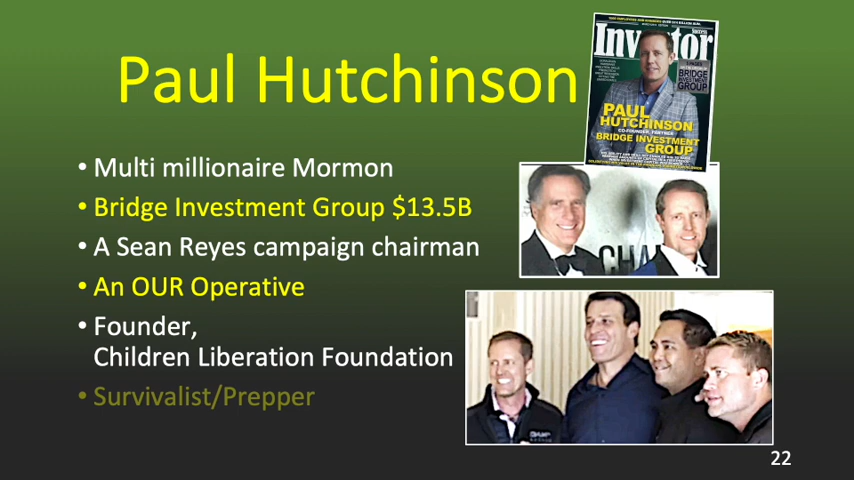 Paul Hutchinson
• Multi millionaire Mormon
• Bridge Investment Group $13.5B
• A Sean Reyes campaign chairman
• An OUR Operative
• Founder,
Children Liberation Foundation
• Survivalist/Prepper
Investor
BRIDGE
INVESTMENT
GROUP
PAUL
HUTCHINSON
CO-FOUNDER, PARTNER
BRIDGE INVESTMENT
GROUP
CHA
22